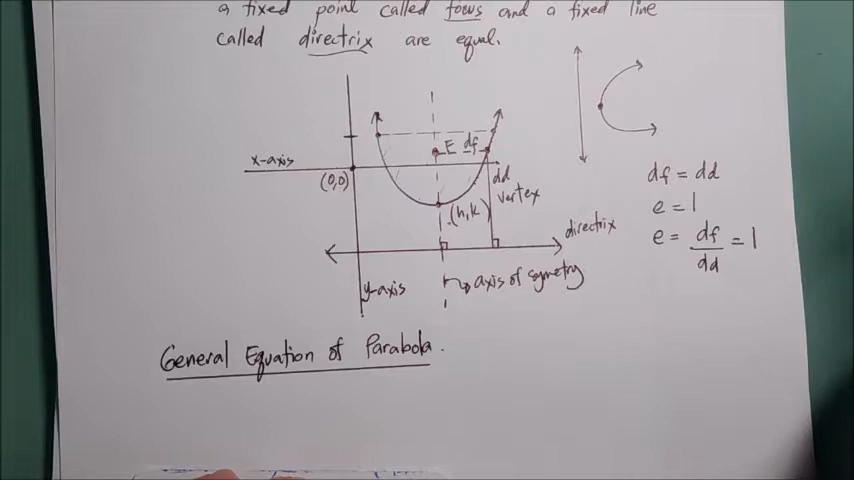 a fixed point called focus and a fixed line
called directrix are equal.
x-axis
(0,0)
E df
dd
vertex
(h,k)
directrix
y-axis
axis of symetry
df = dd
e = 1
e = df/dd = 1
General Equation of Parabola.